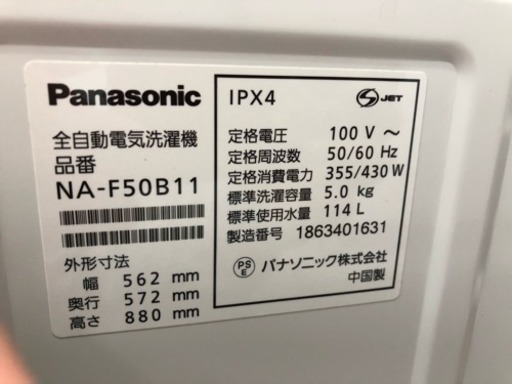 Panasonic
全自動電気洗濯機
品番
NA-F50B11
外形寸法
幅 562 mm
奥行 572 mm
高さ 880 mm
IPX4
S JET
定格電圧 100 V ～
定格周波数 50/60 Hz
定格消費電力 355/430 W
標準洗濯容量 5.0 kg
標準使用水量 114 L
製造番号 1863401631
PS
E
パナソニック株式会社
中国製